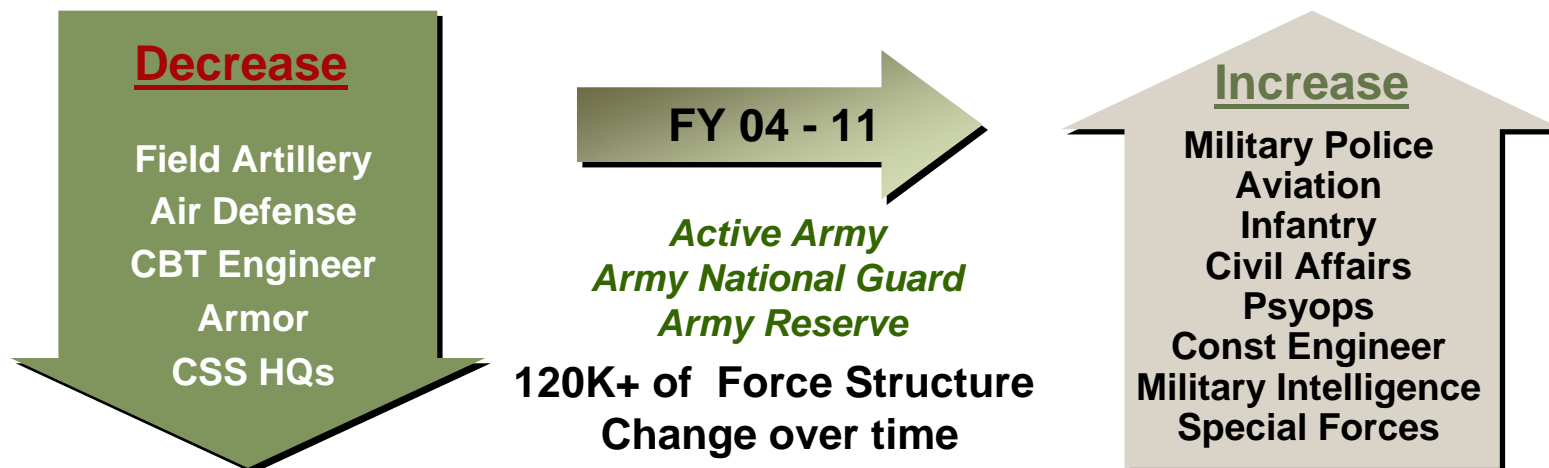 Decrease
Field Artillery
Air Defense
CBT Engineer
Armor
CSS HQs
FY 04 - 11
Active Army
Army National Guard
Army Reserve
120K+ of Force Structure
Change over time
Increase
Military Police
Aviation
Infantry
Civil Affairs
Psyops
Const Engineer
Military Intelligence
Special Forces